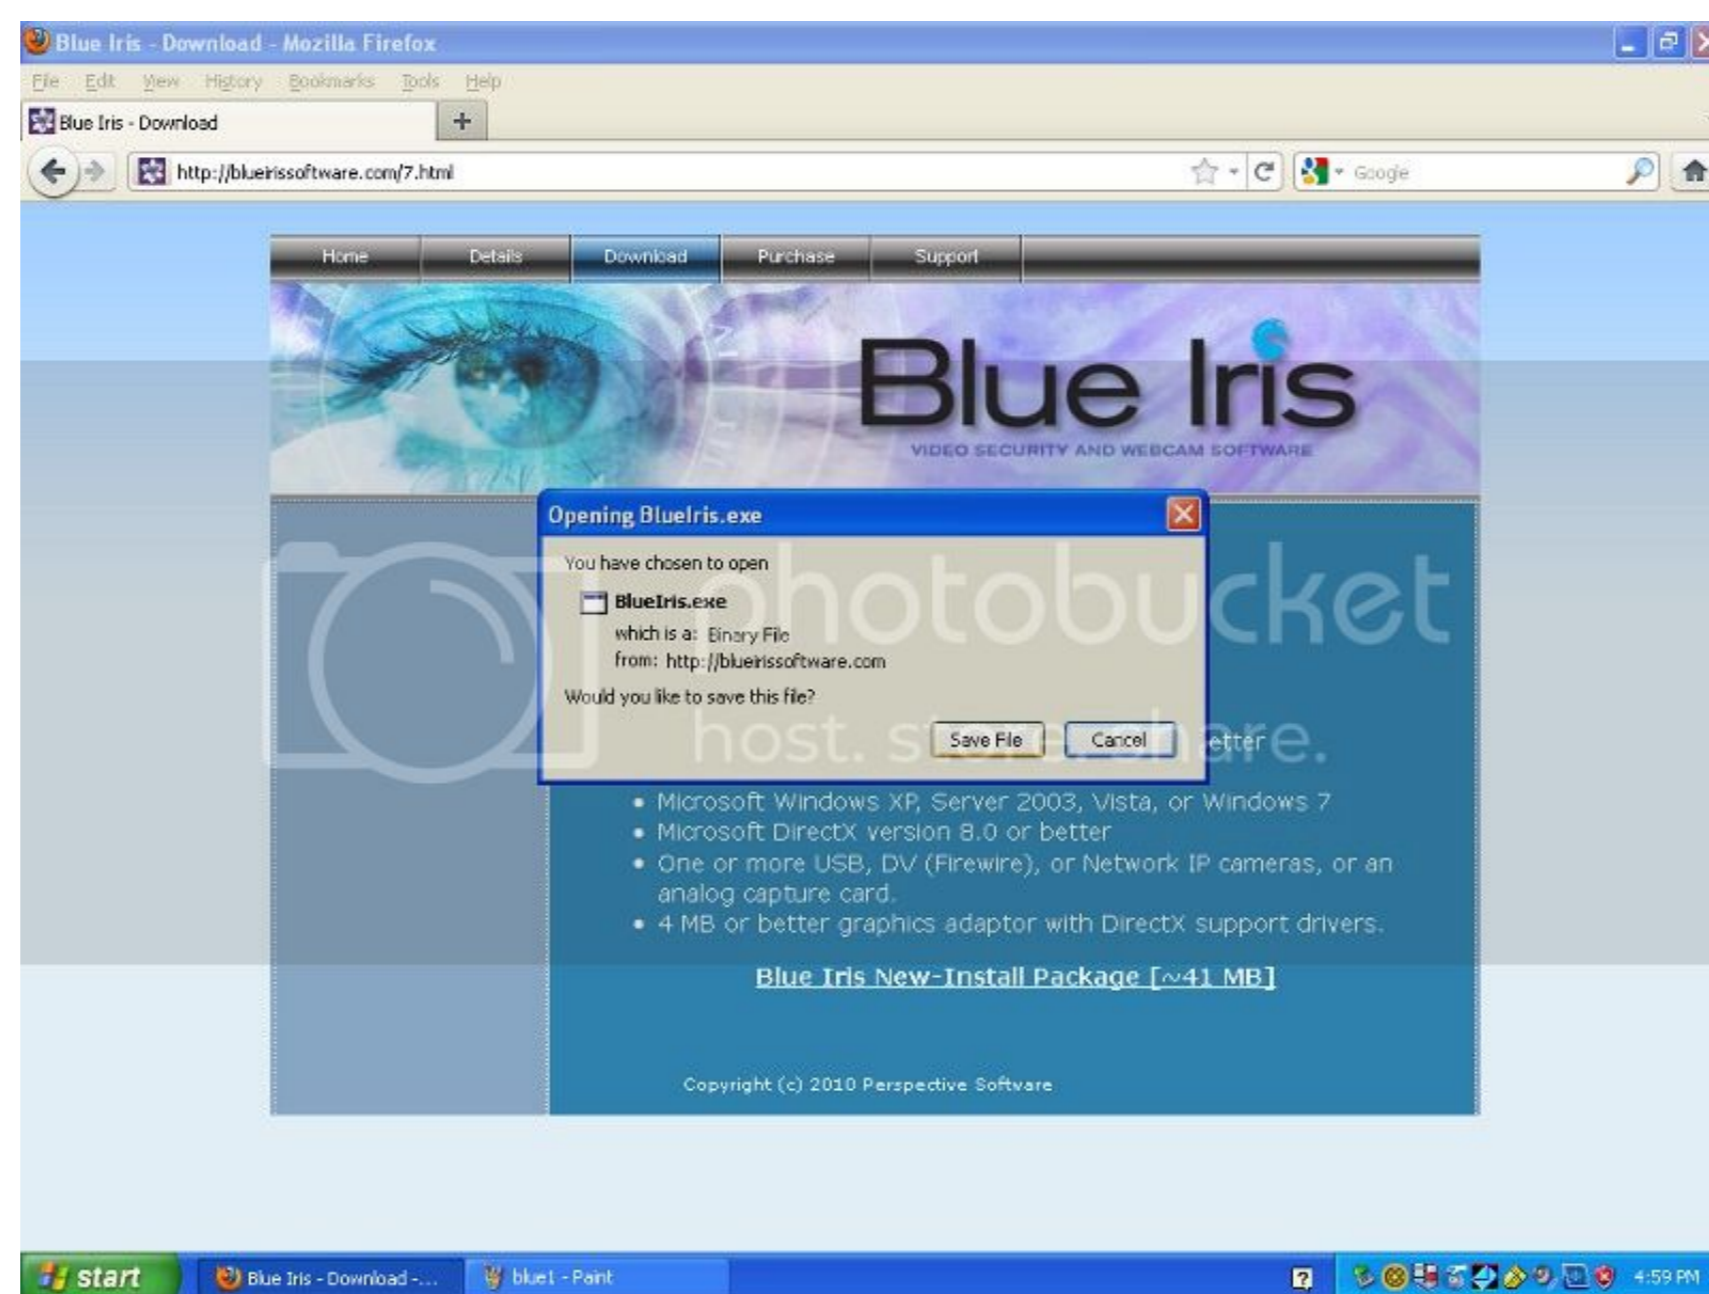 Blue Iris - Download - Mozilla Firefox
File Edit View History Bookmarks Tools Help
Blue Iris - Download
http://blueirissoftware.com/7.html
Google
Home Details Download Purchase Support
Blue Iris
VIDEO SECURITY AND WEBCAM SOFTWARE
Opening BlueIris.exe
You have chosen to open
BlueIris.exe
which is a: Binary File
from: http://blueirissoftware.com
Would you like to save this file?
Save File Cancel
photobucket
host. store. share.
etter
Microsoft Windows XP, Server 2003, Vista, or Windows 7
Microsoft DirectX version 8.0 or better
One or more USB, DV (Firewire), or Network IP cameras, or an
analog capture card.
4 MB or better graphics adaptor with DirectX support drivers.
Blue Iris New-Install Package [~41 MB]
Copyright (c) 2010 Perspective Software
start Blue Iris - Download -... blue1 - Paint 4:59 PM